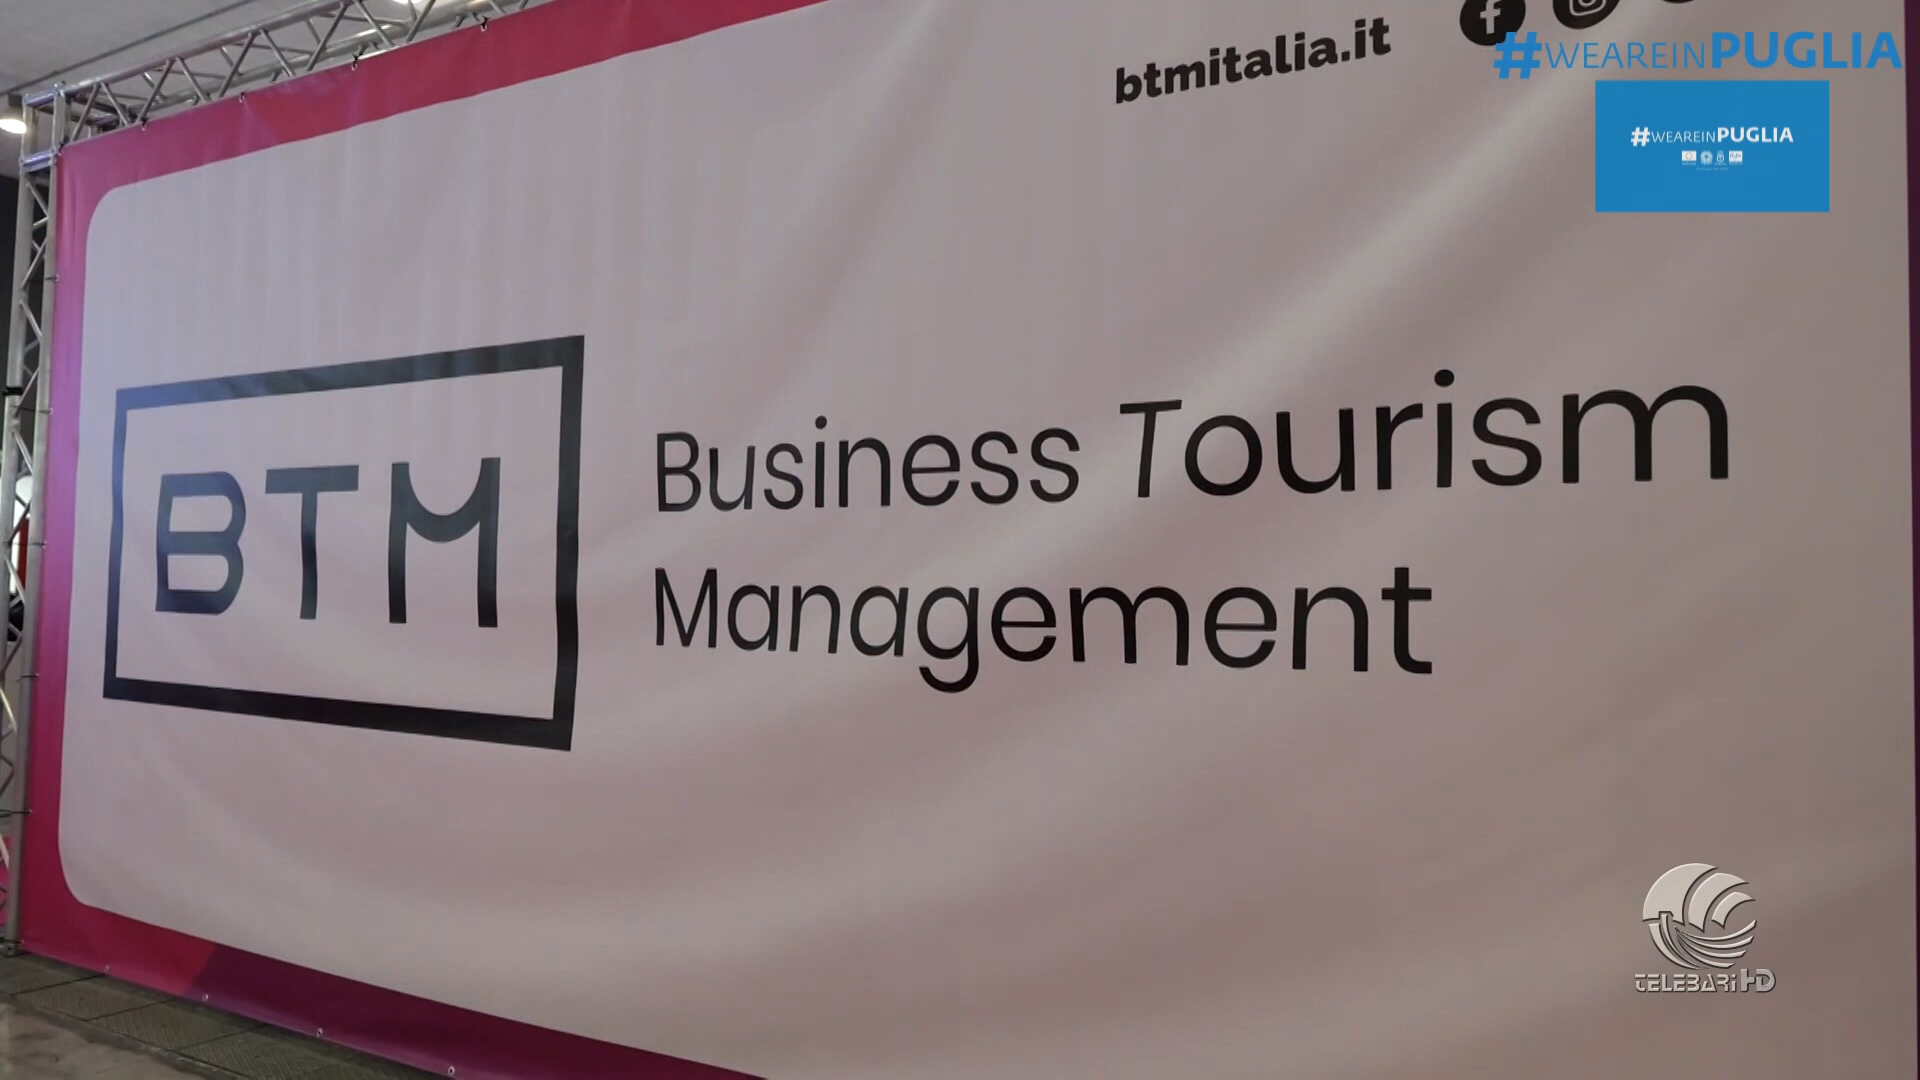 btmitalia.it
#WEAREINPUGLIA
#WEAREINPUGLIA
BTM
Business Tourism
Management
TELEBARI HD